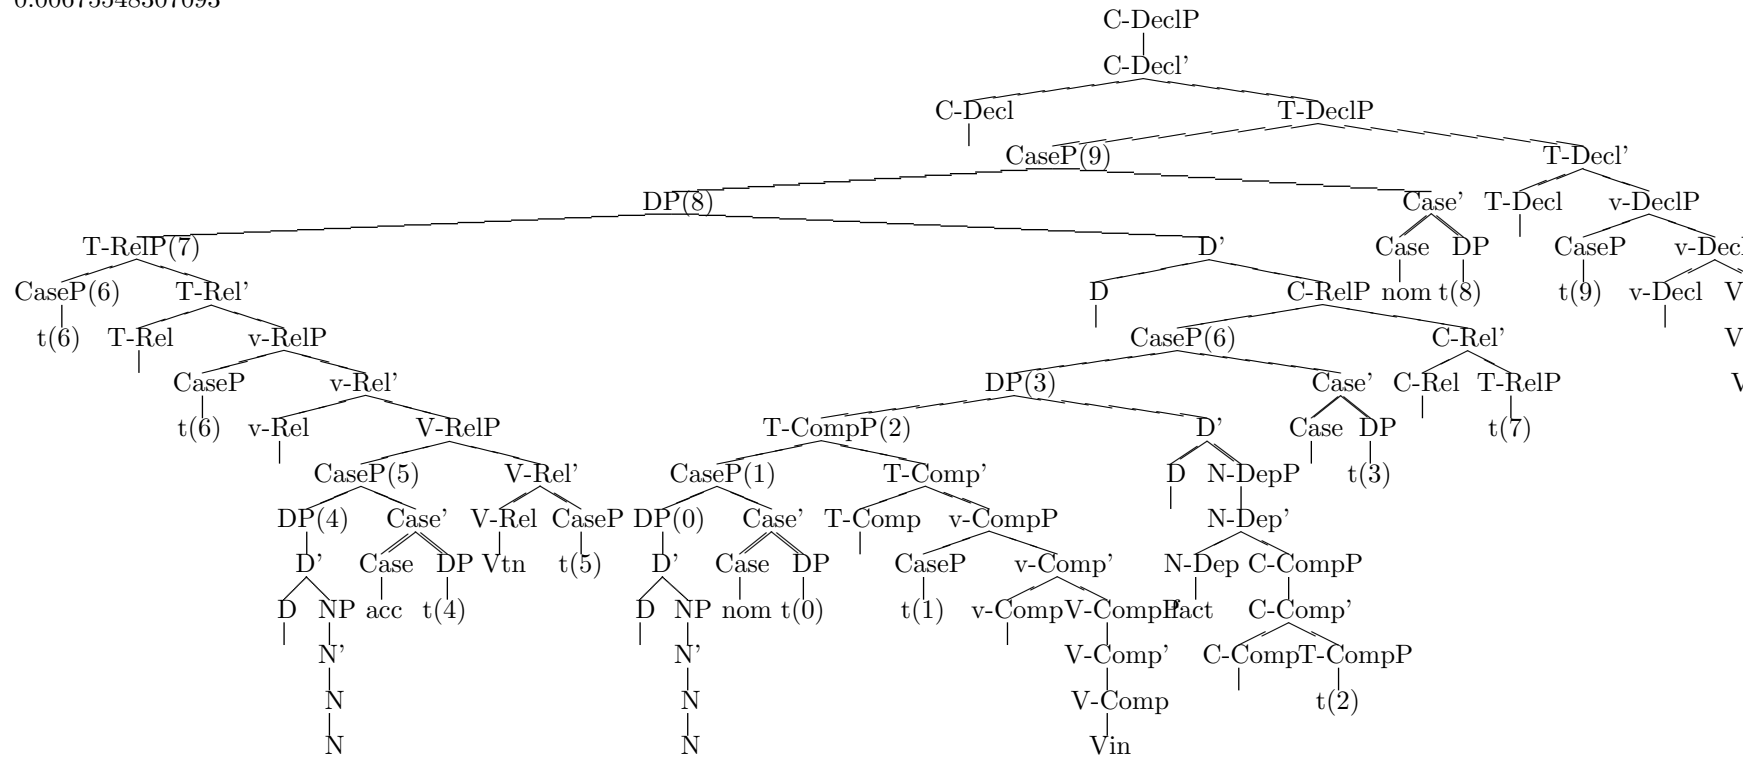 0.00675548307093
C-DeclP
C-Decl’
C-Decl T-DeclP
CaseP(9) T-Decl’
DP(8) Case’ T-Decl v-DeclP
T-RelP(7) D’ Case DP CaseP
CaseP(6) T-Rel’ D C-RelP nom t(8) t(9) v-Decl
t(6) T-Rel v-RelP CaseP(6) C-Rel’
CaseP v-Rel’ DP(3) Case’ C-Rel T-RelP
t(6) v-Rel V-RelP T-CompP(2) D’ Case DP t(7)
CaseP(5) V-Rel’ CaseP(1) T-Comp’ D N-DepP t(3)
DP(4) Case’ V-Rel CaseP DP(0) Case’ T-Comp v-CompP N-Dep’
D’ Case DP Vtn t(5) D’ Case DP CaseP v-Comp’ N-Dep C-CompP
D NP acc t(4) D NP nom t(0) t(1) v-Comp V-CompP fact C-Comp’
N’ N’ V-Comp’ C-Comp T-CompP
N N V-Comp t(2)
N N Vin